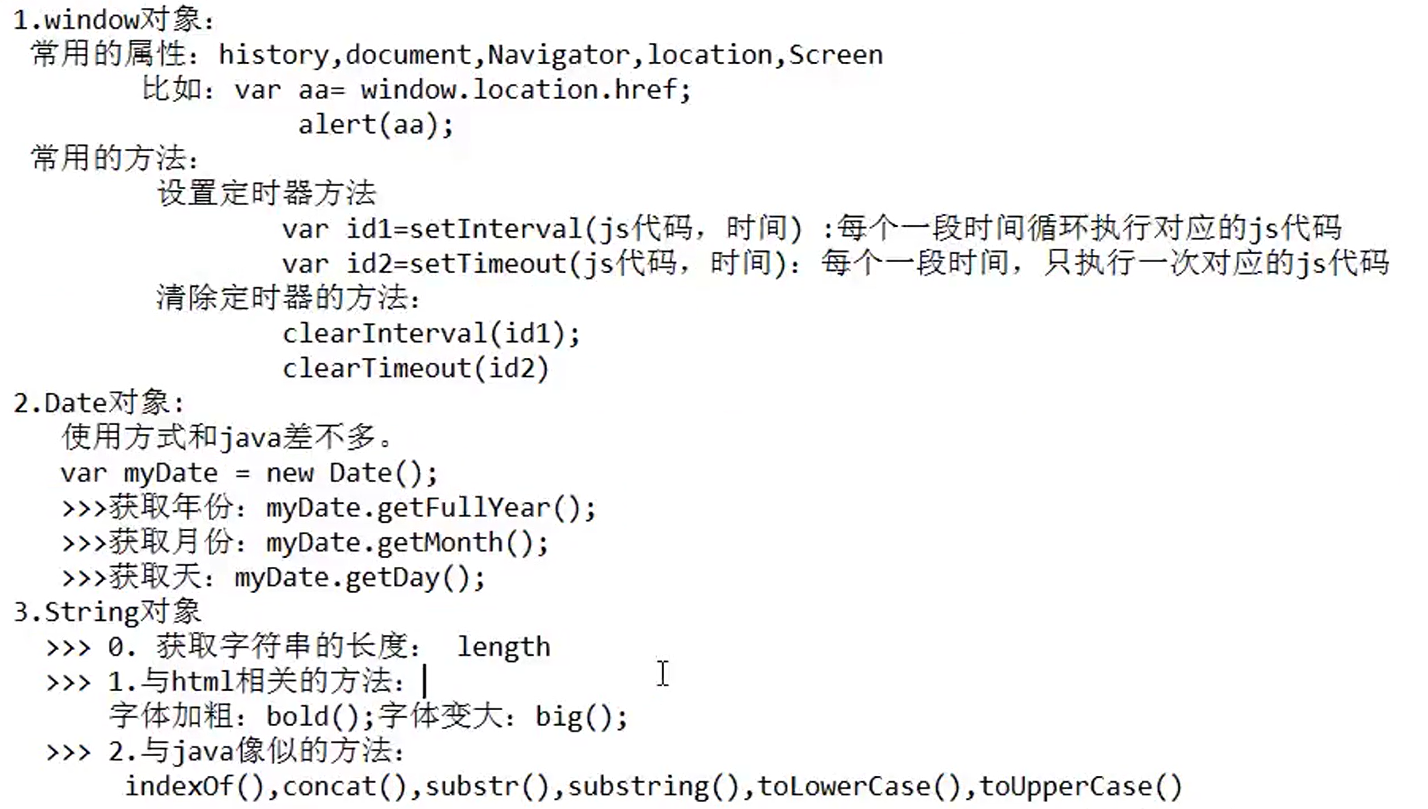 1.window对象：
常用的属性：history,document,Navigator,location,Screen
比如：var aa= window.location.href;
alert(aa);
常用的方法：
设置定时器方法
var id1=setInterval(js代码，时间) :每个一段时间循环执行对应的js代码
var id2=setTimeout(js代码，时间)：每个一段时间，只执行一次对应的js代码
清除定时器的方法：
clearInterval(id1);
clearTimeout(id2)
2.Date对象:
使用方式和java差不多。
var myDate = new Date();
>>>获取年份：myDate.getFullYear();
>>>获取月份：myDate.getMonth();
>>>获取天：myDate.getDay();
3.String对象
>>> 0. 获取字符串的长度： length
>>> 1.与html相关的方法：
字体加粗：bold();字体变大：big();
>>> 2.与java像似的方法：
indexOf(),concat(),substr(),substring(),toLowerCase(),toUpperCase()